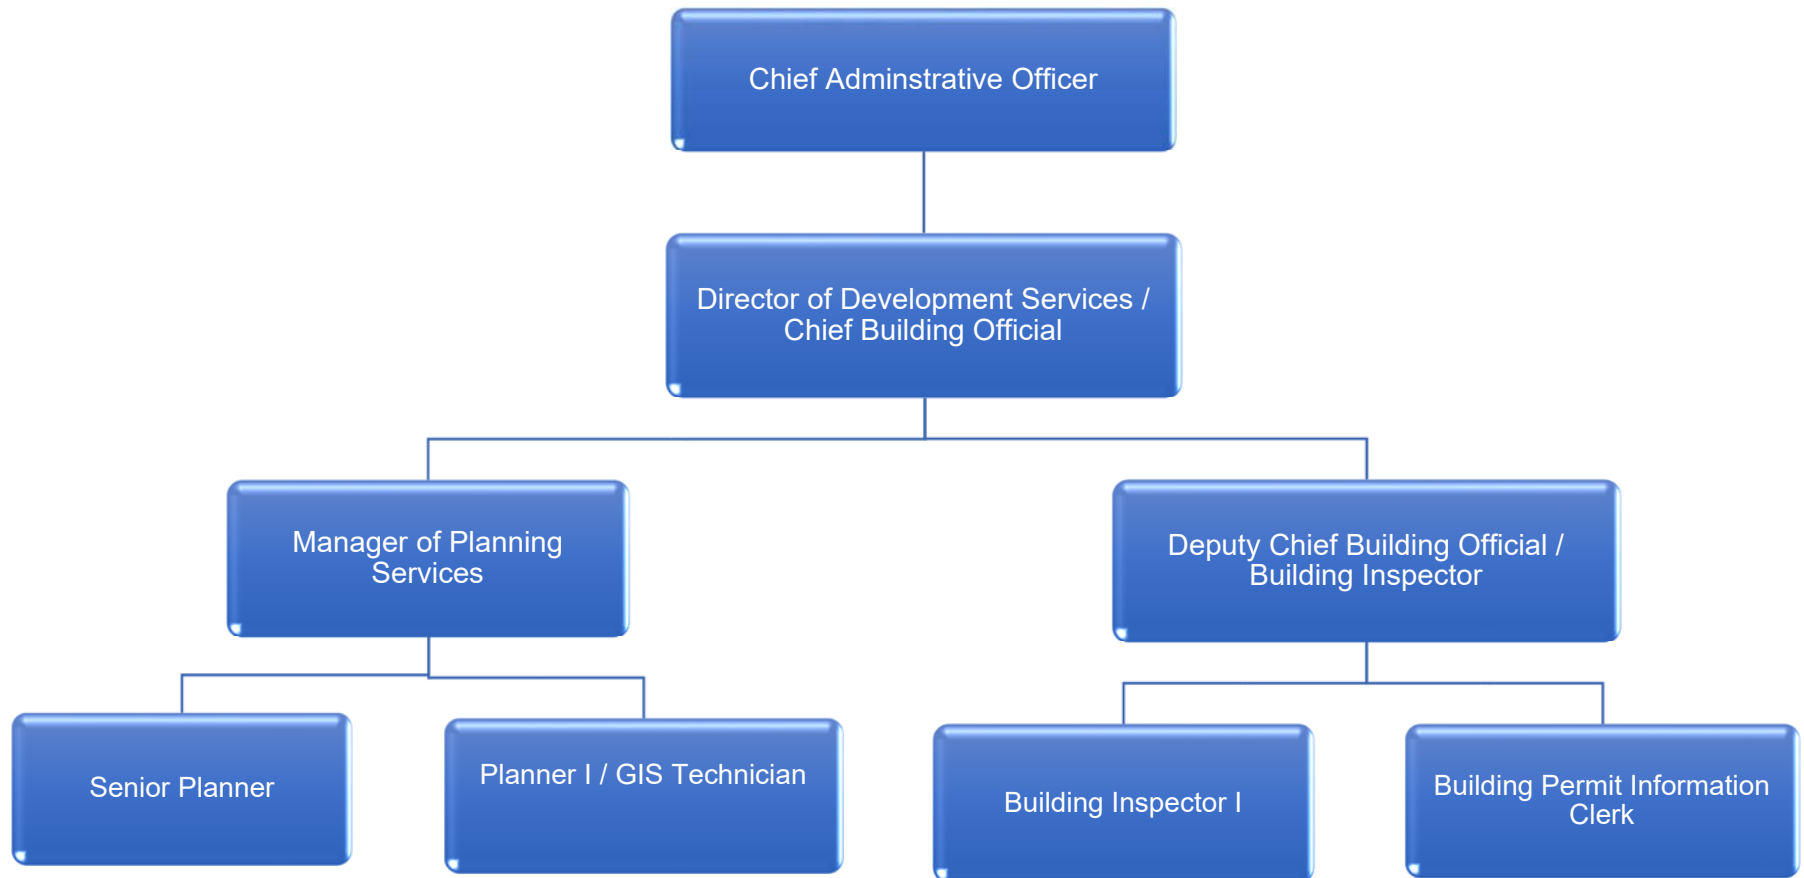 Chief Adminstrative Officer
Director of Development Services /
Chief Building Official
Manager of Planning
Services
Deputy Chief Building Official /
Building Inspector
Senior Planner
Planner I / GIS Technician
Building Inspector I
Building Permit Information
Clerk